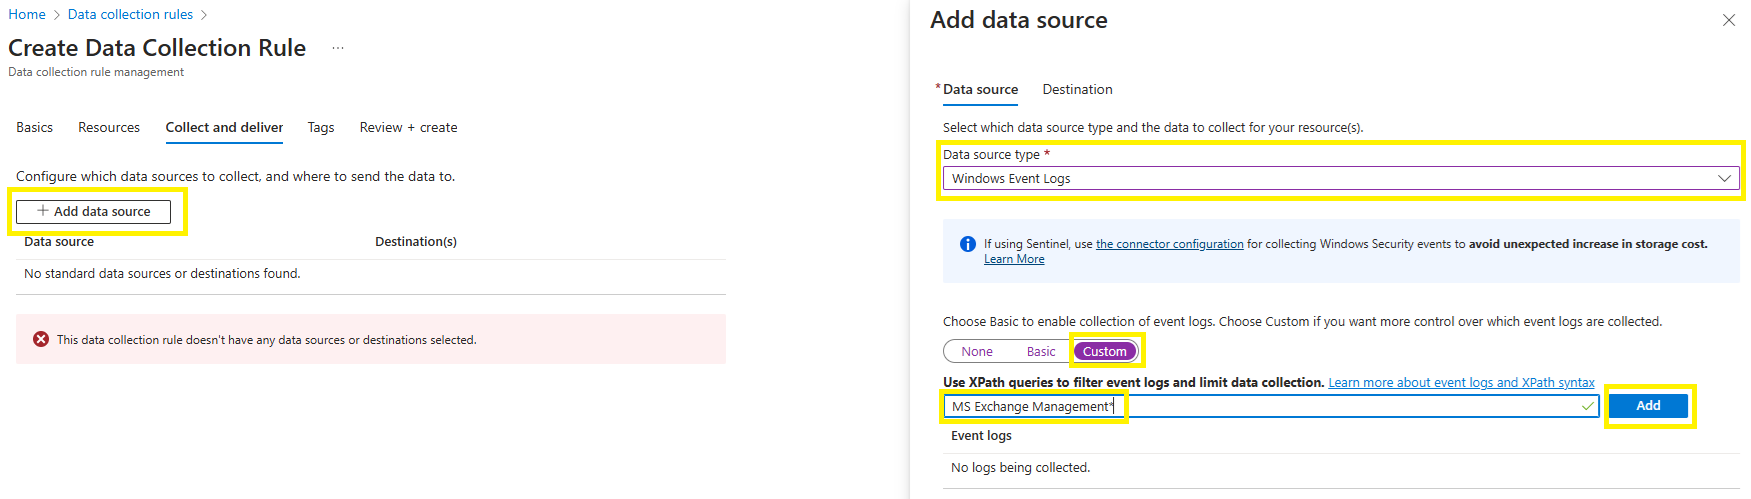 Home > Data collection rules >
Create Data Collection Rule ...
Data collection rule management
Basics Resources Collect and deliver Tags Review + create
Configure which data sources to collect, and where to send the data to.
+ Add data source
Data source Destination(s)
No standard data sources or destinations found.
This data collection rule doesn't have any data sources or destinations selected.
Add data source
* Data source Destination
Select which data source type and the data to collect for your resource(s).
Data source type *
Windows Event Logs
If using Sentinel, use the connector configuration for collecting Windows Security events to avoid unexpected increase in storage cost.
Learn More
Choose Basic to enable collection of event logs. Choose Custom if you want more control over which event logs are collected.
None Basic Custom
Use XPath queries to filter event logs and limit data collection. Learn more about event logs and XPath syntax
MS Exchange Management* Add
Event logs
No logs being collected.